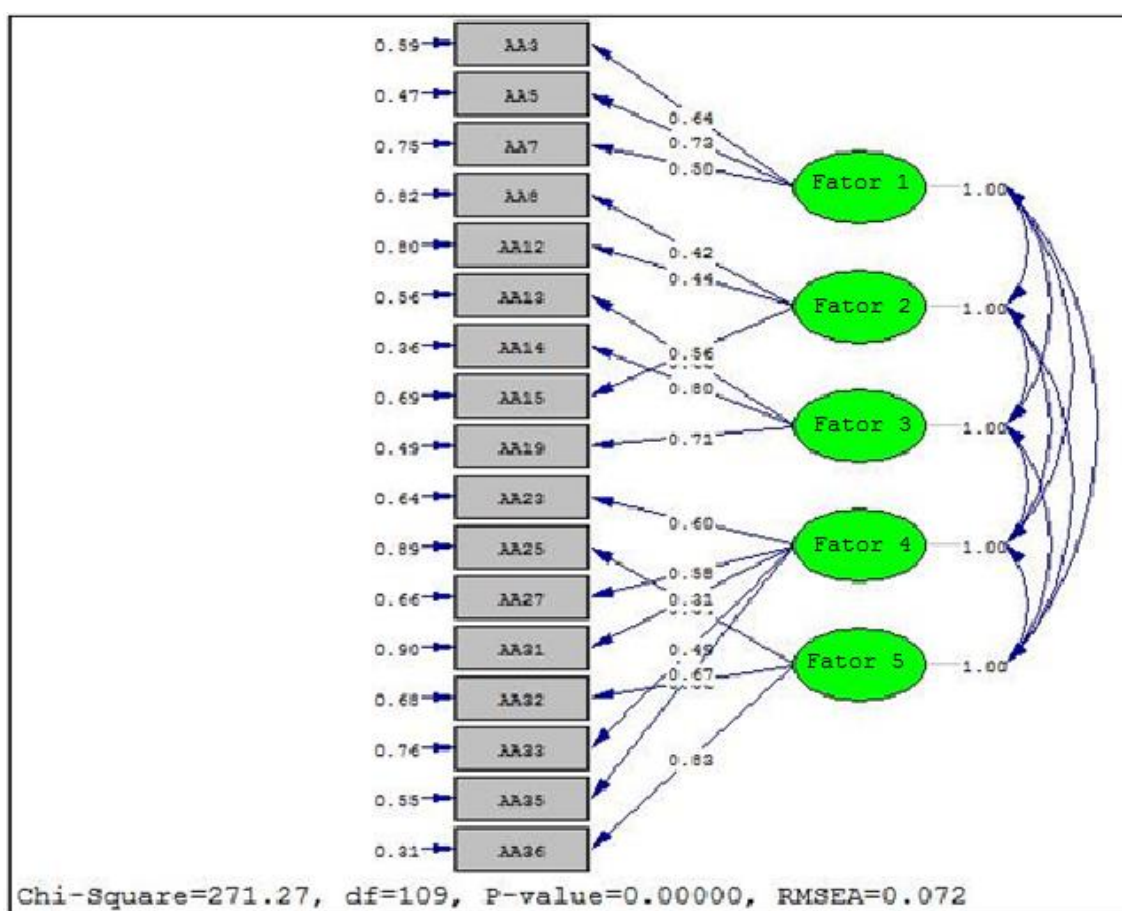 0.59 AA3
0.64
0.47 AA5
0.73
0.75 AA7
0.50
Fator 1 1.00
0.82
0.42
0.80 AA12
0.44
0.56 AA13
Fator 2 1.00
0.36 AA14
0.56
0.69 AA15
0.80
Fator 3 1.00
0.49 AA19
0.71
0.64 AA23
0.60
0.89 AA25
Fator 4 1.00
0.58
0.66 AA27
0.31
0.90 AA31
0.49
Fator 5 1.00
0.67
0.68 AA32
0.76 AA33
0.83
0.55 AA35
0.31 AA36
Chi-Square=271.27, df=109, P-value=0.00000, RMSEA=0.072